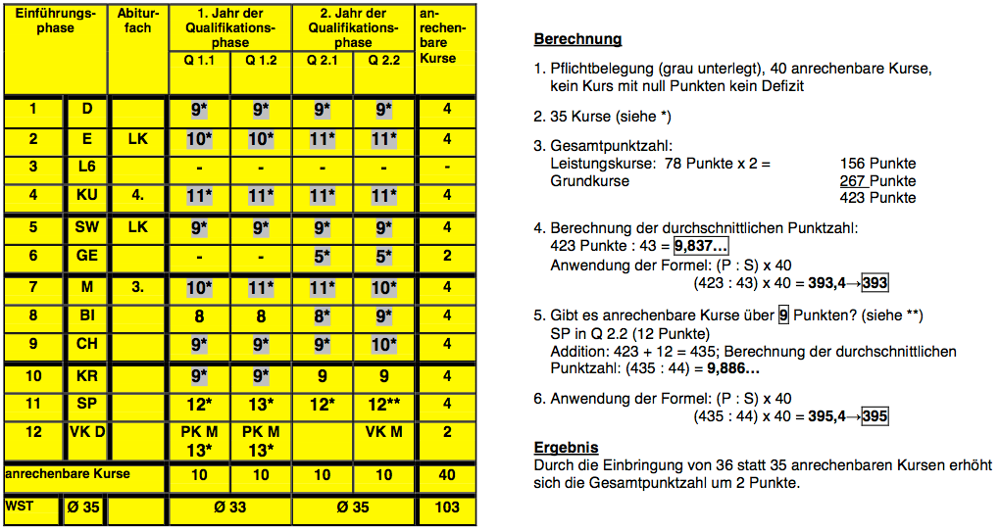 Einführungs-
phase
Abitur-
fach
1. Jahr der
Qualifikations-
phase
2. Jahr der
Qualifikations-
phase
an-
rechen-
bare
Kurse
Q 1.1 Q 1.2 Q 2.1 Q 2.2
1 D 9* 9* 9* 9* 4
2 E LK 10* 10* 11* 11* 4
3 L6 - - - - -
4 KU 4. 11* 11* 11* 11* 4
5 SW LK 9* 9* 9* 9* 4
6 GE - - 5* 5* 2
7 M 3. 10* 11* 11* 10* 4
8 BI 8 8 8* 9* 4
9 CH 9* 9* 9* 10* 4
10 KR 9* 9* 9 9 4
11 SP 12* 13* 12* 12** 4
12 VK D PK M PK M VK M 2
13* 13*
anrechenbare Kurse 10 10 10 10 40
WST Ø 35 Ø 33 Ø 35 103
Berechnung
1. Pflichtbelegung (grau unterlegt), 40 anrechenbare Kurse,
kein Kurs mit null Punkten kein Defizit
2. 35 Kurse (siehe *)
3. Gesamtpunktzahl:
Leistungskurse: 78 Punkte x 2 = 156 Punkte
Grundkurse 267 Punkte
423 Punkte
4. Berechnung der durchschnittlichen Punktzahl:
423 Punkte : 43 = 9,837...
Anwendung der Formel: (P : S) x 40
(423 : 43) x 40 = 393,4→393
5. Gibt es anrechenbare Kurse über 9 Punkten? (siehe **)
SP in Q 2.2 (12 Punkte)
Addition: 423 + 12 = 435; Berechnung der durchschnittlichen
Punktzahl: (435 : 44) = 9,886...
6. Anwendung der Formel: (P : S) x 40
(435 : 44) x 40 = 395,4→395
Ergebnis
Durch die Einbringung von 36 statt 35 anrechenbaren Kursen erhöht
sich die Gesamtpunktzahl um 2 Punkte.